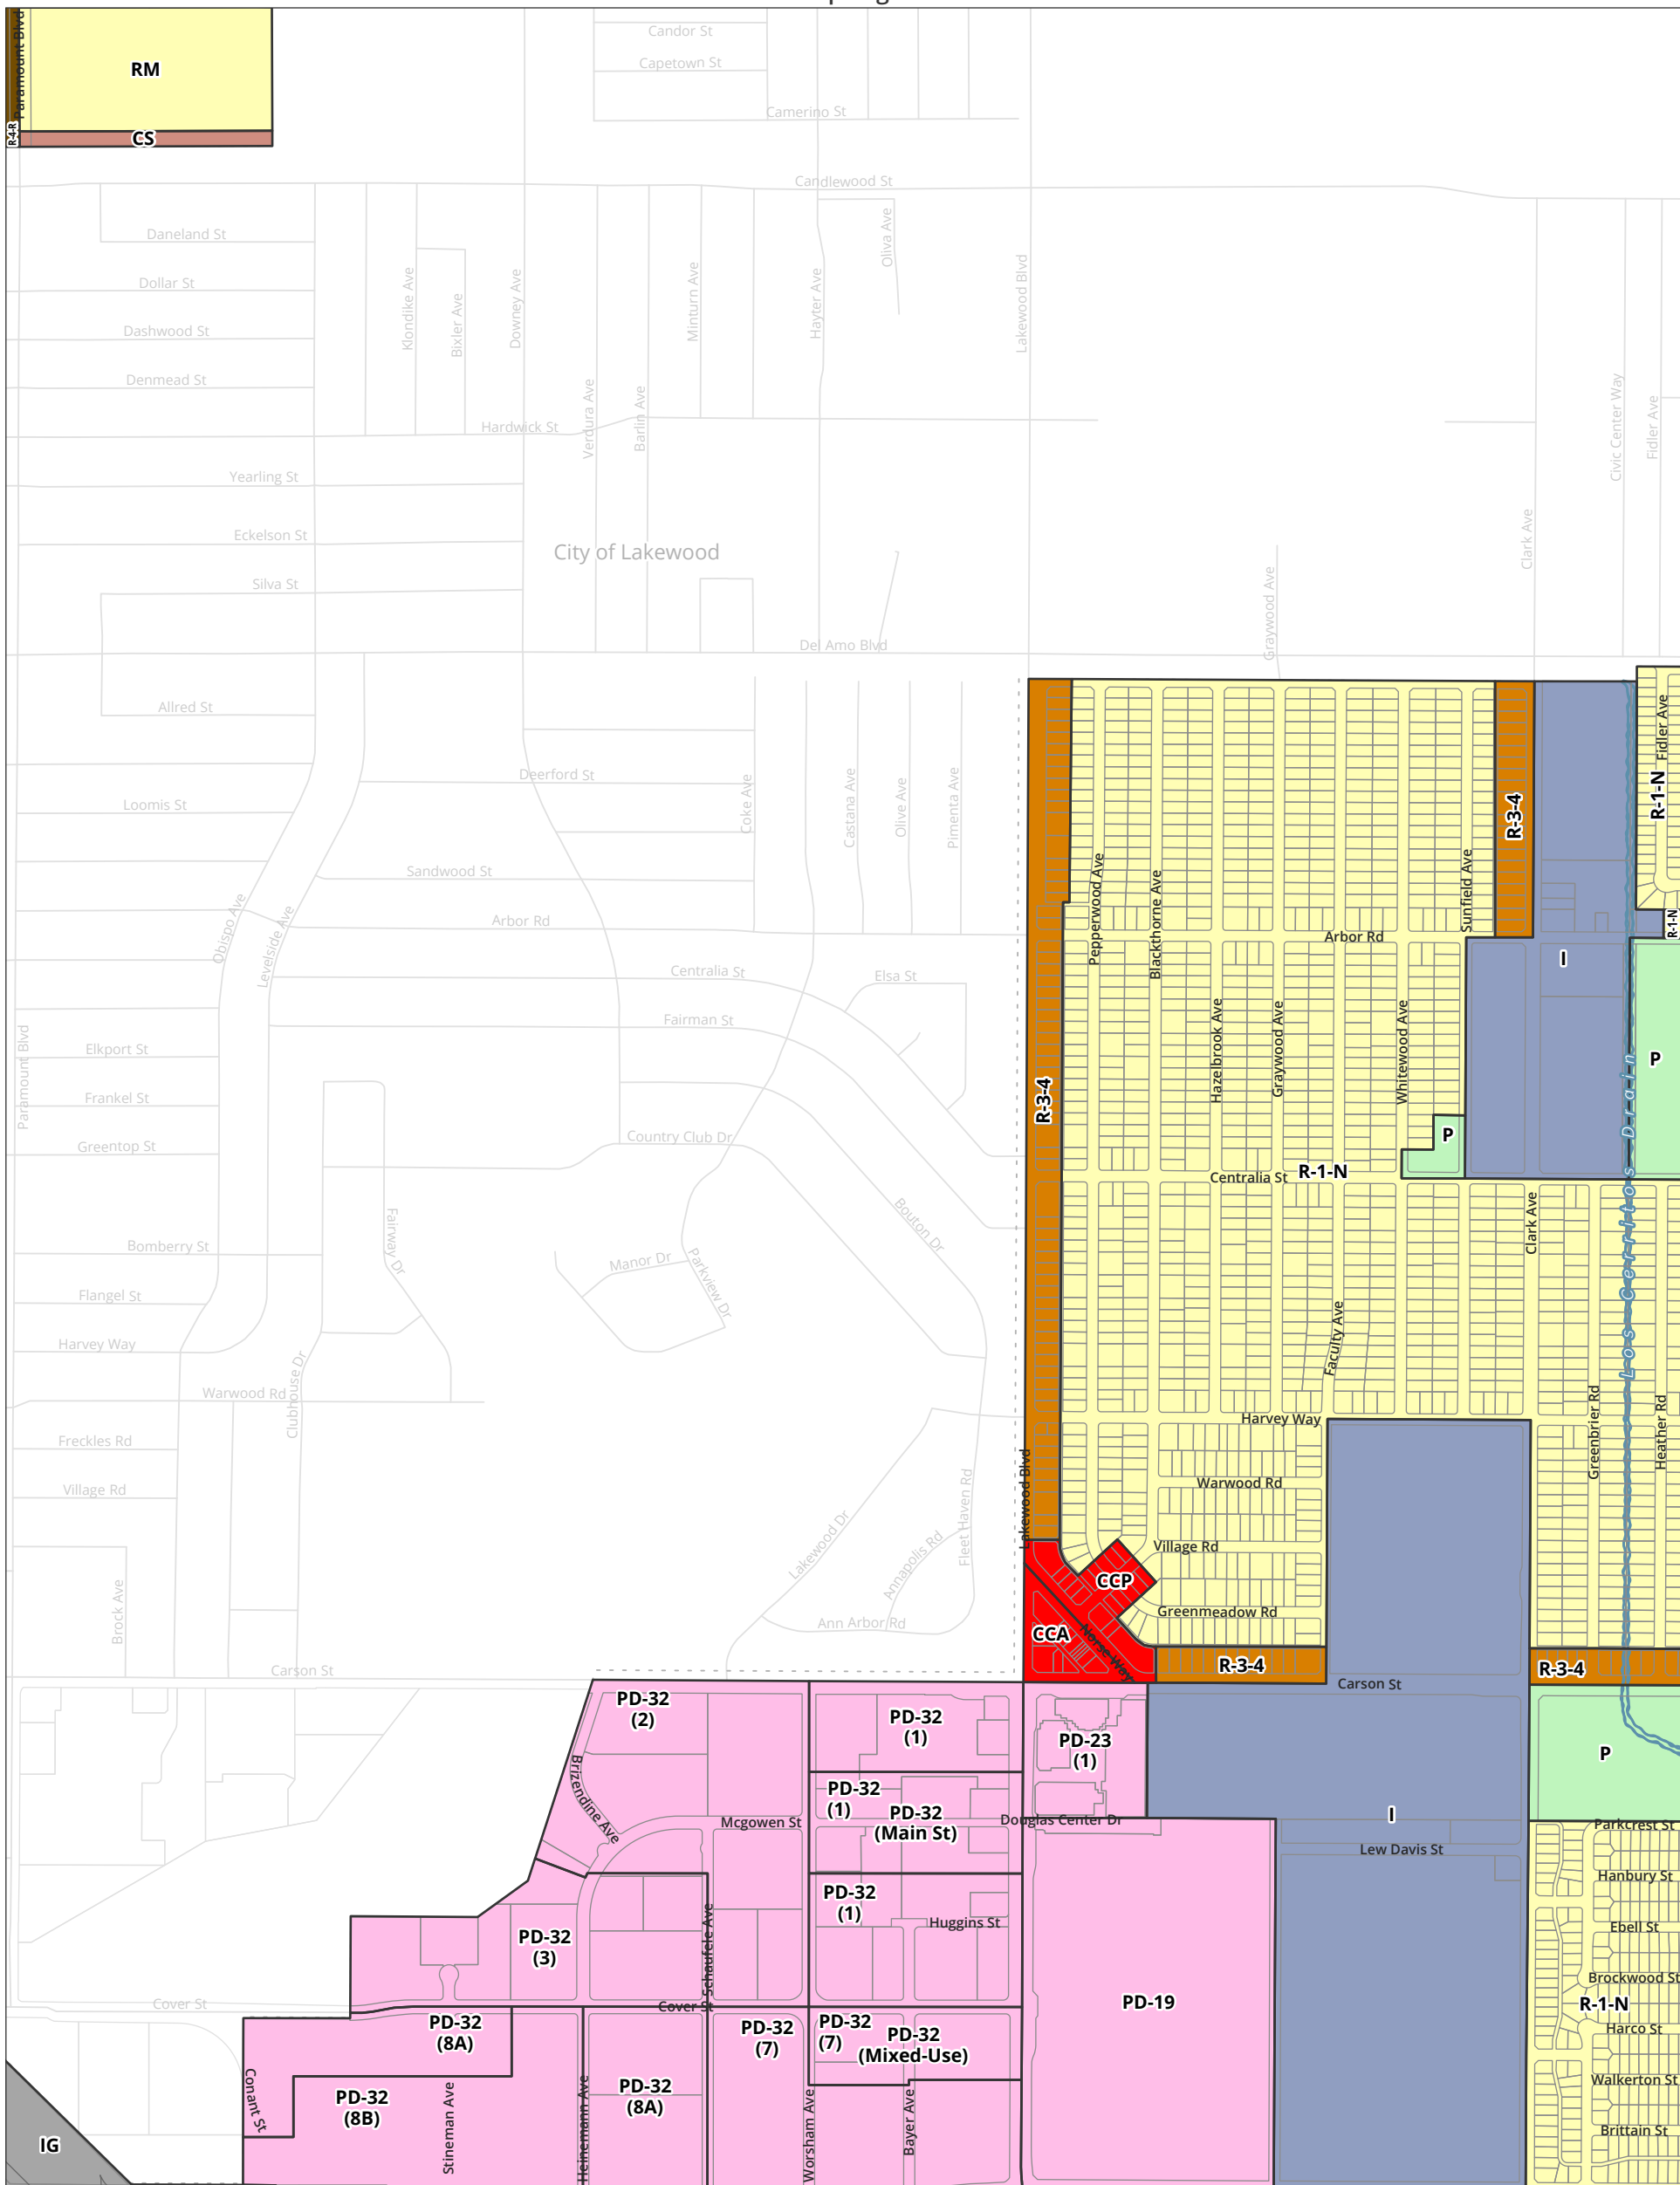 Paramount Blvd
RM
R-4-R
CS
Candor St
Capetown St
Camerino St
Candlewood St
Daneland St
Oliva Ave
Dollar St
Klondike Ave
Bixler Ave
Downey Ave
Minturn Ave
Hayter Ave
Lakewood Blvd
Dashwood St
Denmead St
Verdura Ave
Barlin Ave
Civic Center Way
Fidler Ave
Hardwick St
Yearling St
Eckelson St
City of Lakewood
Clark Ave
Silva St
Graywood Ave
Del Amo Blvd
Allred St
Fidler Ave
R-1-N
Deerford St
Loomis St
Coke Ave
Castana Ave
Olive Ave
Pimenta Ave
R-3-4
Sandwood St
Pepperwood Ave
Blackthorne Ave
Sunfield Ave
Obispo Ave
Levelside Ave
Arbor Rd
Arbor Rd
R-1-N
I
Centralia St
Elsa St
Fairman St
Hazelbrook Ave
Graywood Ave
Whitewood Ave
Paramount Blvd
Elkport St
P
Frankel St
R-3-4
Los Cerritos Drain
Country Club Dr
P
Greentop St
Centralia St
R-1-N
Bouton Dr
Clark Ave
Fairway Dr
Bomberry St
Manor Dr
Parkview Dr
Flangel St
Harvey Way
Faculty Ave
Clubhouse Dr
Warwood Rd
Harvey Way
Greenbrier Rd
Heather Rd
Freckles Rd
Village Rd
Lakewood Blvd
Warwood Rd
Fleet Haven Rd
Lakewood Dr
Annapolis Rd
Village Rd
CCP
Brock Ave
Greenmeadow Rd
Ann Arbor Rd
CCA
Norse Way
R-3-4
R-3-4
Carson St
Carson St
PD-32
(2)
PD-32
(1)
PD-23
(1)
P
Brizendine Ave
PD-32
(1)
PD-32
(Main St)
Mcgowen St
Douglas Center Dr
I
Parkcrest St
Lew Davis St
Hanbury St
PD-32
(1)
Huggins St
Ebell St
PD-32
(3)
Schaufele Ave
Brockwood St
PD-19
R-1-N
Cover St
Cover St
PD-32
(8A)
PD-32
(7)
PD-32
(7)
PD-32
(Mixed-Use)
Harco St
Conant St
PD-32
(8B)
Stineman Ave
Heinemann Ave
PD-32
(8A)
Worsham Ave
Bayer Ave
Walkerton St
Brittain St
IG